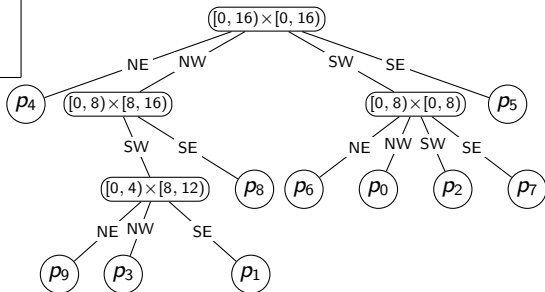 [0, 16)×[0, 16)
NE NW SW SE
p4 [0, 8)×[8, 16) [0, 8)×[0, 8) p5
SW SE NE NW SW SE
[0, 4)×[8, 12) p8 p6 p0 p2 p7
NE NW SE
p9 p3 p1